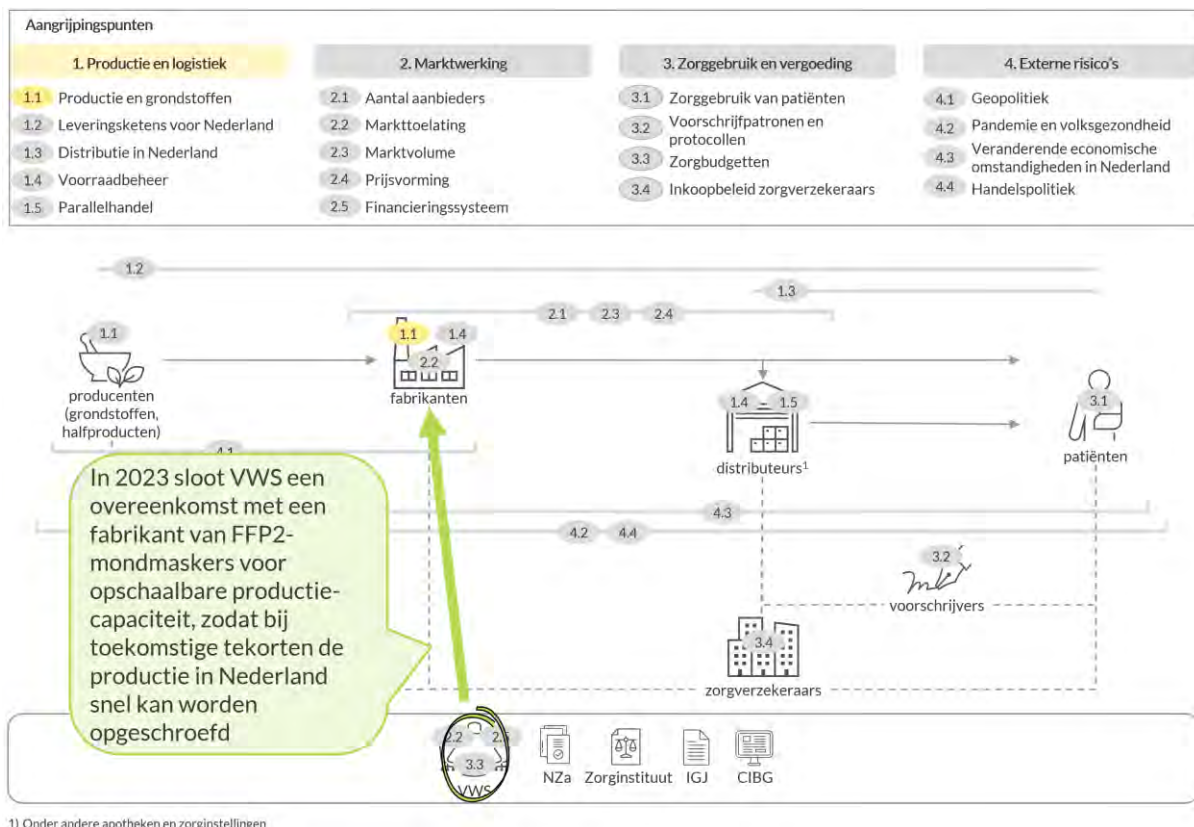 Aangrijpingspunten
1. Productie en logistiek
1.1 Productie en grondstoffen
1.2 Leveringsketens voor Nederland
1.3 Distributie in Nederland
1.4 Voorraadbeheer
1.5 Parallelhandel
2. Marktwerking
2.1 Aantal aanbieders
2.2 Markttoelating
2.3 Marktvolume
2.4 Prijsvorming
2.5 Financieringssysteem
3. Zorggebruik en vergoeding
3.1 Zorggebruik van patiënten
3.2 Voorschrijfpatronen en
protocollen
3.3 Zorgbudgetten
3.4 Inkoopbeleid zorgverzekeraars
4. Externe risico's
4.1 Geopolitiek
4.2 Pandemie en volksgezondheid
4.3 Veranderende economische
omstandigheden in Nederland
4.4 Handelspolitiek
1.2
1.3
2.1 2.3 2.4
1.1
producenten
(grondstoffen,
halfproducten)
1.1 1.4
2.2
fabrikanten
1.4 1.5
distributeurs1
3.1
patiënten
4.1
In 2023 sloot VWS een
overeenkomst met een
fabrikant van FFP2-
mondmaskers voor
opschaalbare productie-
capaciteit, zodat bij
toekomstige tekorten de
productie in Nederland
snel kan worden
opgeschroefd
4.3
4.2 4.4
3.2
voorschrijvers
3.4
zorgverzekeraars
2.2 2.5
3.3
VWS
NZa
Zorginstituut
IGJ
CIBG
1) Onder andere apotheken en zorginstellingen